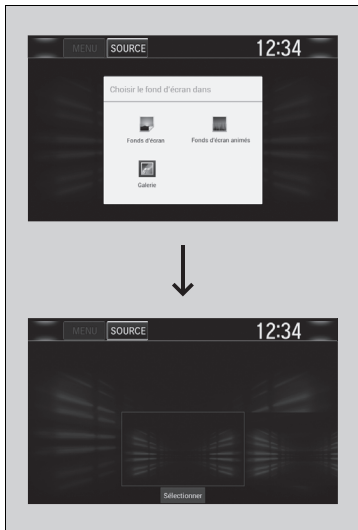 MENU SOURCE 12:34
Choisir le fond d'écran dans
Fonds d'écran Fonds d'écran animés
Galerie
MENU SOURCE 12:34
Sélectionner